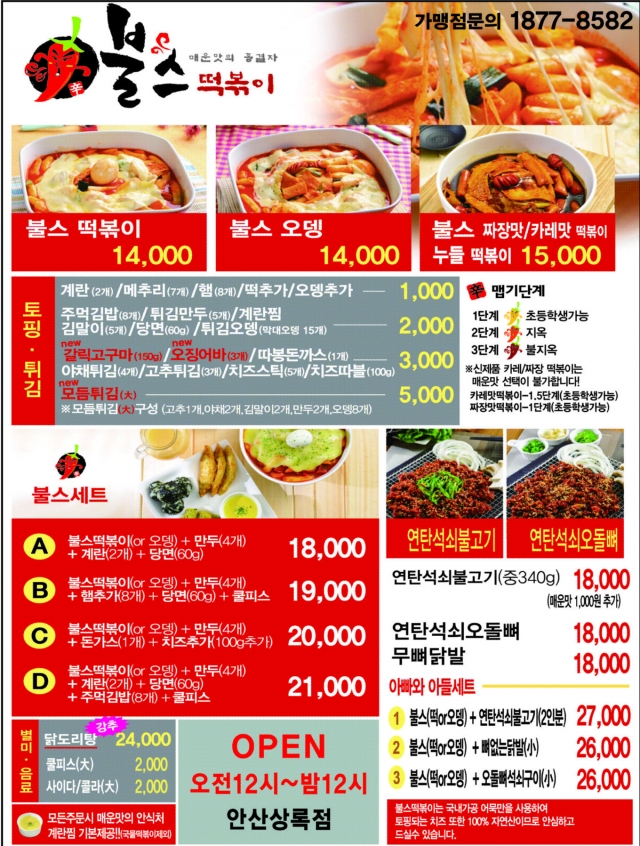 가맹점문의 1877-8582
매운맛의 종결자
불스
떡볶이
辛
불스 떡볶이
14,000
불스 오뎅
14,000
불스 짜장맛/카레맛 떡볶이
누들 떡볶이 15,000
토핑·튀김
계란(2개)/메추리(7개)/햄(8개)/떡추가/오뎅추가 1,000
주먹김밥(8개)/튀김만두(5개)/계란찜
김말이(5개)/당면(60g)/튀김오뎅(막대오뎅 15개) 2,000
new new
갈릭고구마(150g)/오징어바(3개)/따봉돈까스(1개)
야채튀김(4개)/고추튀김(3개)/치즈스틱(5개)/치즈따블(100g) 3,000
new
모듬튀김(大) 5,000
※모듬튀김(大)구성 (고추1개,야채2개,김말이2개,만두2개,오뎅8개)
辛 맵기단계
1단계 초등학생가능
2단계 지옥
3단계 불지옥
※신제품 카레/짜장 떡볶이는
매운맛 선택이 불가합니다!
카레맛떡볶이-1.5단계(초등학생가능)
짜장맛떡볶이-1단계(초등학생가능)
불스세트
A 불스떡볶이(or 오뎅) + 만두(4개)
+ 계란(2개) + 당면(60g) 18,000
B 불스떡볶이(or 오뎅) + 만두(4개)
+ 햄추가(8개) + 당면(60g) + 쿨피스 19,000
C 불스떡볶이(or 오뎅) + 만두(4개)
+ 돈가스(1개) + 치즈추가(100g추가) 20,000
D 불스떡볶이(or 오뎅) + 만두(4개)
+ 계란(2개) + 당면(60g)
+ 주먹김밥(8개) + 쿨피스 21,000
연탄석쇠불고기
연탄석쇠오돌뼈
연탄석쇠불고기(중340g) 18,000
(매운맛 1,000원 추가)
연탄석쇠오돌뼈 18,000
무뼈닭발 18,000
아빠와 아들세트
1 불스(떡or오뎅) + 연탄석쇠불고기(2인분) 27,000
2 불스(떡or오뎅) + 뼈없는닭발(小) 26,000
3 불스(떡or오뎅) + 오돌뼈석쇠구이(小) 26,000
별미·음료
강추
닭도리탕 24,000
쿨피스(大) 2,000
사이다/콜라(大) 2,000
모든주문시 매운맛의 안식처
계란찜 기본제공!!(국물떡볶이제외)
OPEN
오전12시~밤12시
안산상록점
불스떡볶이는 국내가공 어묵만을 사용하여
토핑되는 치즈 또한 100% 자연산이므로 안심하고
드실수 있습니다.